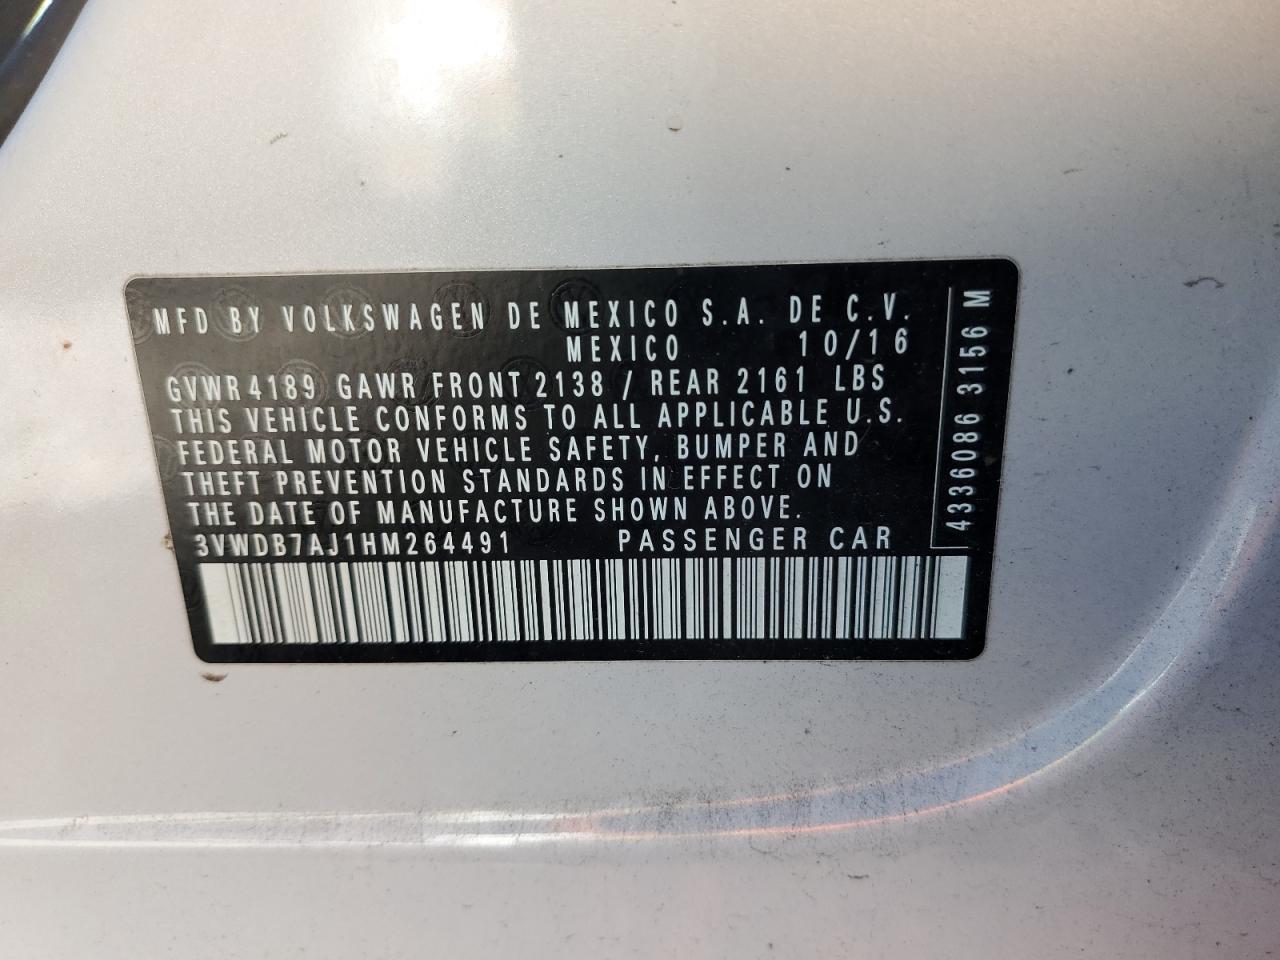 MFD BY VOLKSWAGEN DE MEXICO S.A. DE C.V.
MEXICO 10/16
GVWR 4189 GAWR FRONT 2138 / REAR 2161 LBS
THIS VEHICLE CONFORMS TO ALL APPLICABLE U.S.
FEDERAL MOTOR VEHICLE SAFETY, BUMPER AND
THEFT PREVENTION STANDARDS IN EFFECT ON
THE DATE OF MANUFACTURE SHOWN ABOVE.
3VWDB7AJ1HM264491 PASSENGER CAR
4336086 3156 M